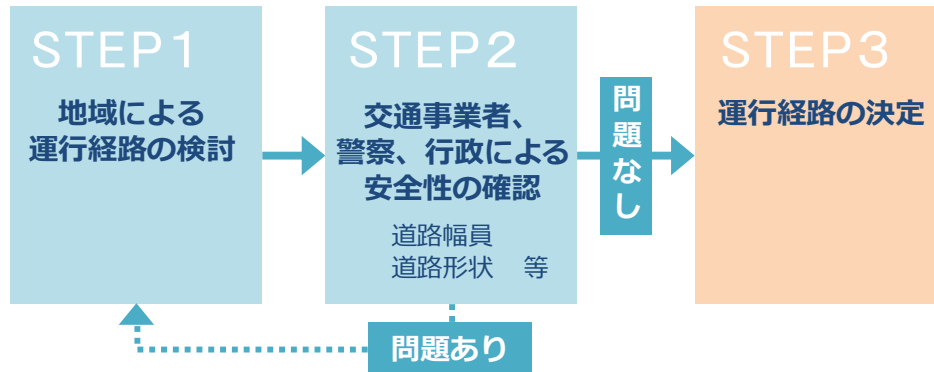 STEP1
地域による
運行経路の検討
STEP2
交通事業者、
警察、行政による
安全性の確認
道路幅員
道路形状　等
問題なし
STEP3
運行経路の決定
問題あり